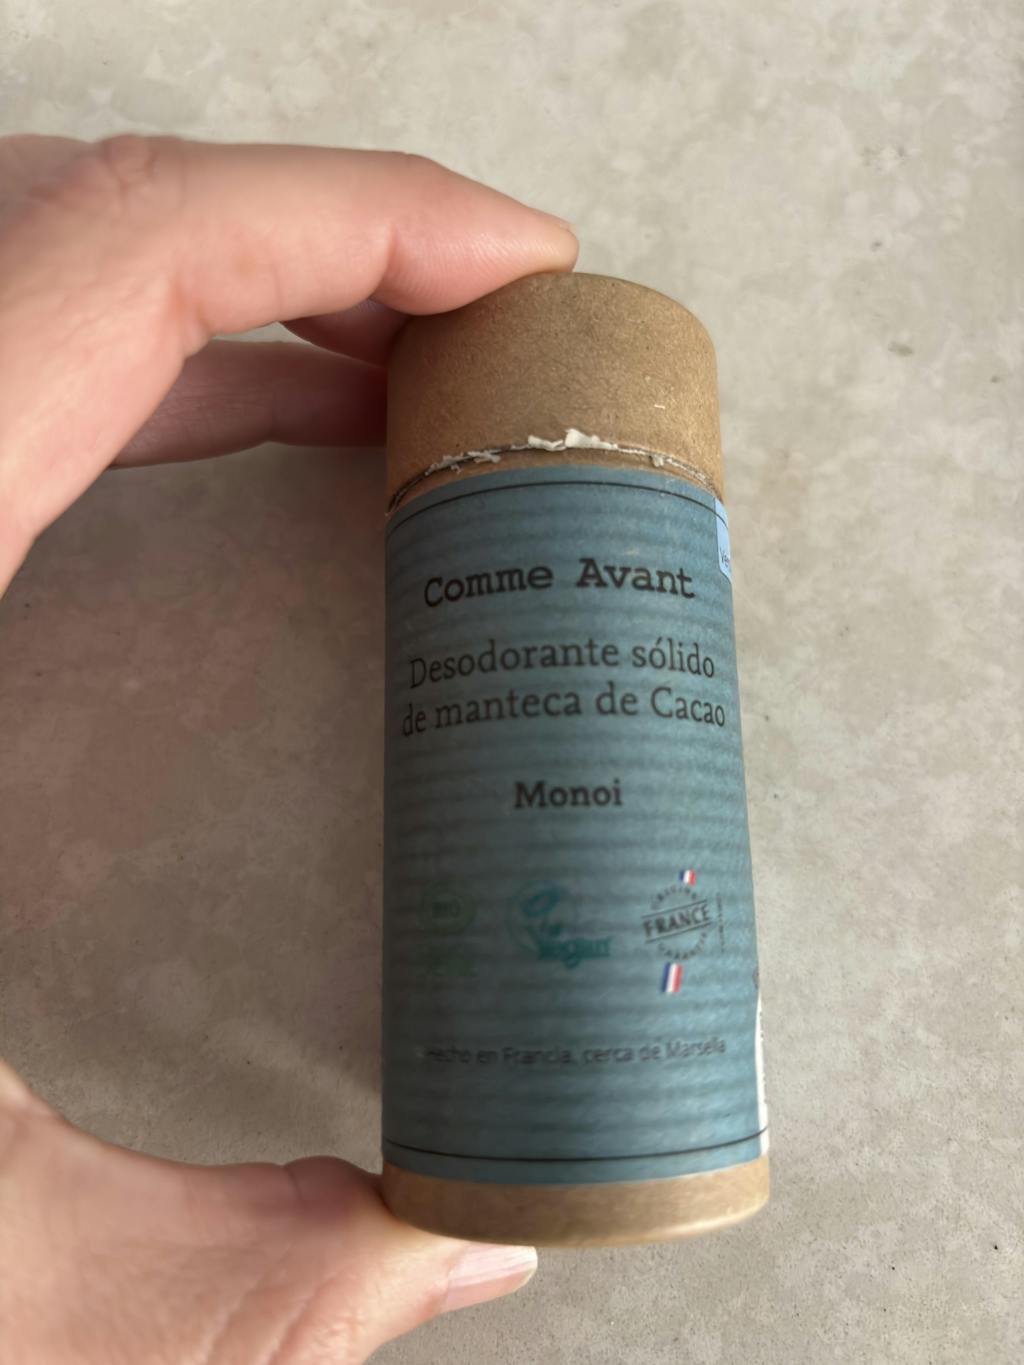 Comme Avant
Desodorante sólido
de manteca de Cacao
Monoi
BIO
Vegan
FRANCE
Hecho en Francia, cerca de Marsella